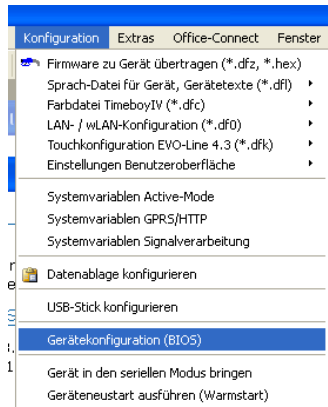 Konfiguration Extras Office-Connect Fenster
Firmware zu Gerät übertragen (*.dfz, *.hex)
Sprach-Datei für Gerät, Gerätetexte (*.dfl)
Farbdatei TimeboyIV (*.dfc)
LAN- / wLAN-Konfiguration (*.df0)
Touchkonfiguration EVO-Line 4.3 (*.dfk)
Einstellungen Benutzeroberfläche
Systemvariablen Active-Mode
Systemvariablen GPRS/HTTP
Systemvariablen Signalverarbeitung
Datenablage konfigurieren
USB-Stick konfigurieren
Gerätekonfiguration (BIOS)
Gerät in den seriellen Modus bringen
Geräteneustart ausführen (Warmstart)